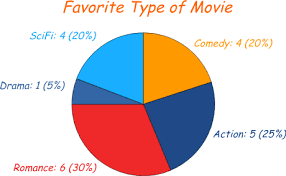 Favorite Type of Movie
SciFi: 4 (20%)
Comedy: 4 (20%)
Drama: 1 (5%)
Action: 5 (25%)
Romance: 6 (30%)